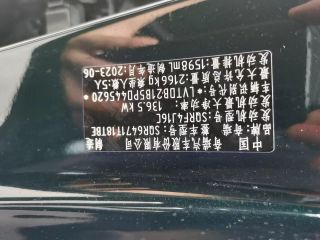 中国 奇瑞汽车股份有限公司 制造
品牌:奇瑞 整车型号:SQR6471T181BE
发动机型号:SQRF4J16C
发动机最大净功率:136.5 kW
车辆识别代号:LVTDB21B5PD445620
最大允许总质量:2166kg 乘坐人数:5人
发动机排量:1598mL 制造年月:2023-06